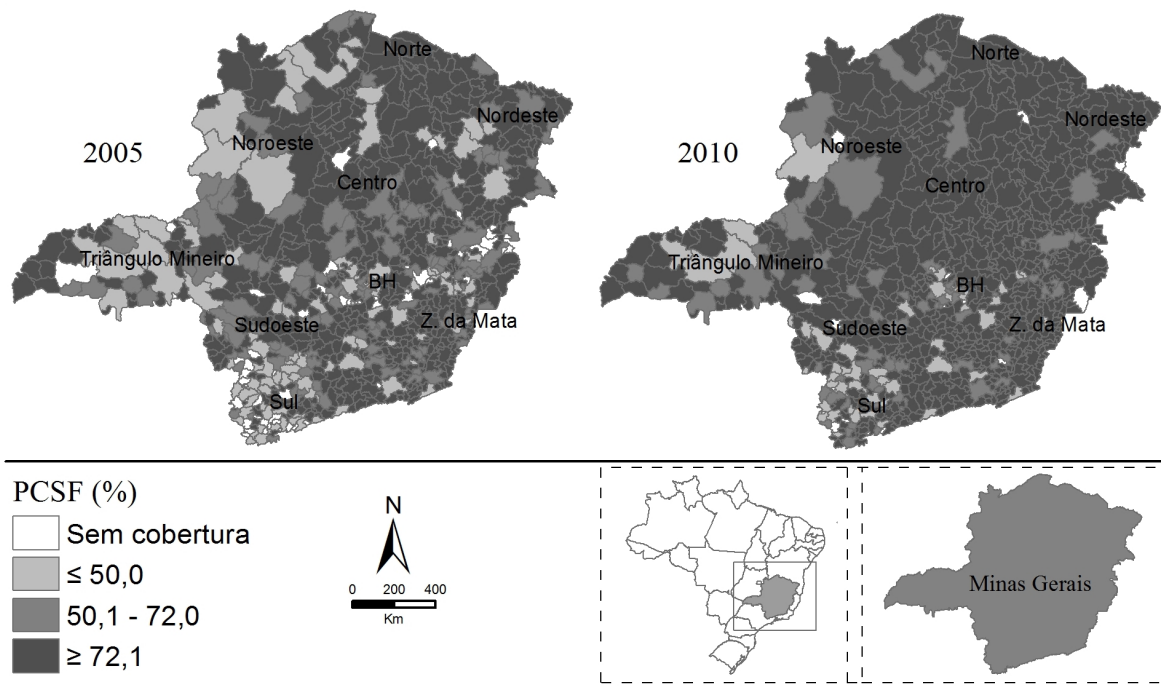 2005
Norte
Nordeste
Noroeste
Centro
Triângulo Mineiro
BH
Sudoeste
Z. da Mata
Sul
2010
Norte
Nordeste
Noroeste
Centro
Triângulo Mineiro
BH
Sudoeste
Z. da Mata
Sul
PCSF (%)
Sem cobertura
≤ 50,0
50,1 - 72,0
≥ 72,1
N
0 200 400
Km
Minas Gerais